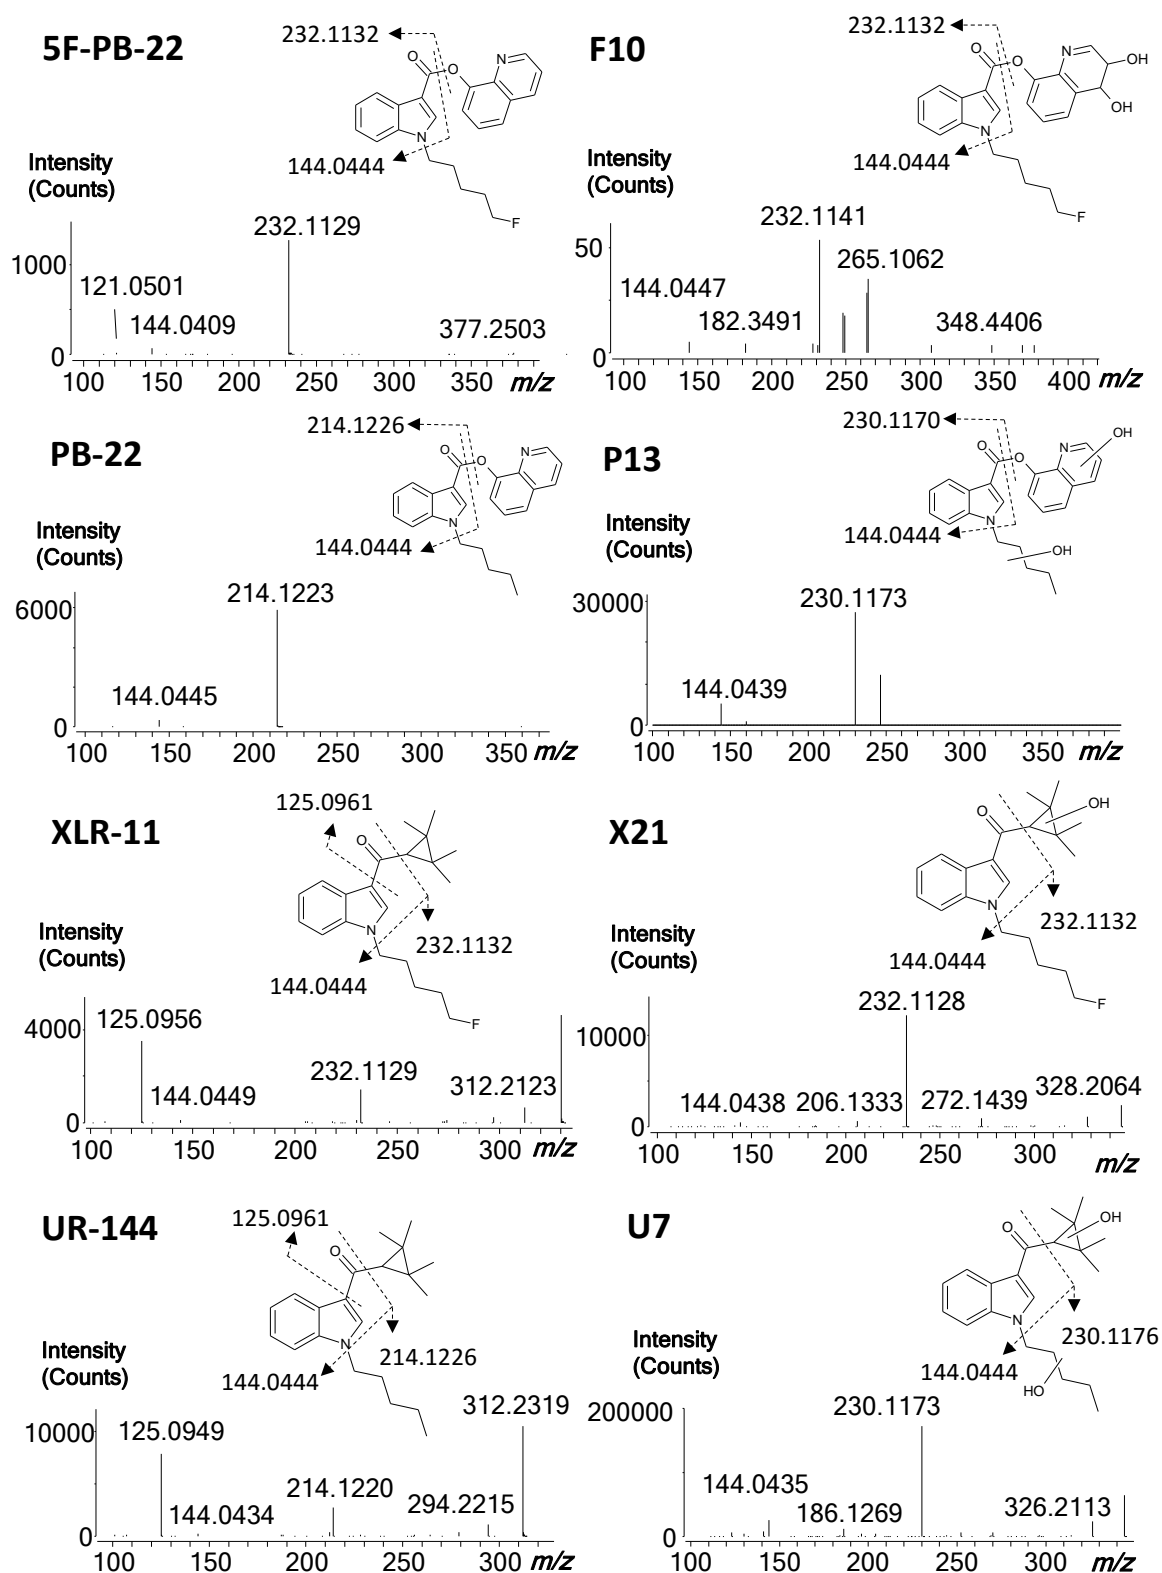 5F-PB-22
232.1132
O
O
N
N
144.0444
F
Intensity
(Counts)
232.1129
1000
121.0501
144.0409
377.2503
0
100 150 200 250 300 350 m/z
F10
232.1132
O
O
N
OH
OH
N
144.0444
F
Intensity
(Counts)
232.1141
50
265.1062
144.0447
182.3491
348.4406
0
100 150 200 250 300 350 400 m/z
PB-22
214.1226
O
O
N
N
144.0444
Intensity
(Counts)
214.1223
6000
144.0445
0
100 150 200 250 300 350 m/z
P13
230.1170
OH
O
O
N
N
144.0444
OH
Intensity
(Counts)
30000
230.1173
144.0439
0
100 150 200 250 300 350 m/z
XLR-11
125.0961
O
N
232.1132
144.0444
F
Intensity
(Counts)
125.0956
4000
144.0449
232.1129
312.2123
0
100 150 200 250 300 m/z
X21
OH
O
N
232.1132
144.0444
F
Intensity
(Counts)
232.1128
10000
144.0438
206.1333
272.1439
328.2064
0
100 150 200 250 300
m/z
UR-144
125.0961
O
N
214.1226
144.0444
Intensity
(Counts)
312.2319
10000
125.0949
144.0434
214.1220
294.2215
0
100 150 200 250 300 m/z
U7
OH
O
N
230.1176
144.0444
HO
Intensity
(Counts)
200000
230.1173
144.0435
186.1269
326.2113
0
100 150 200 250 300 m/z